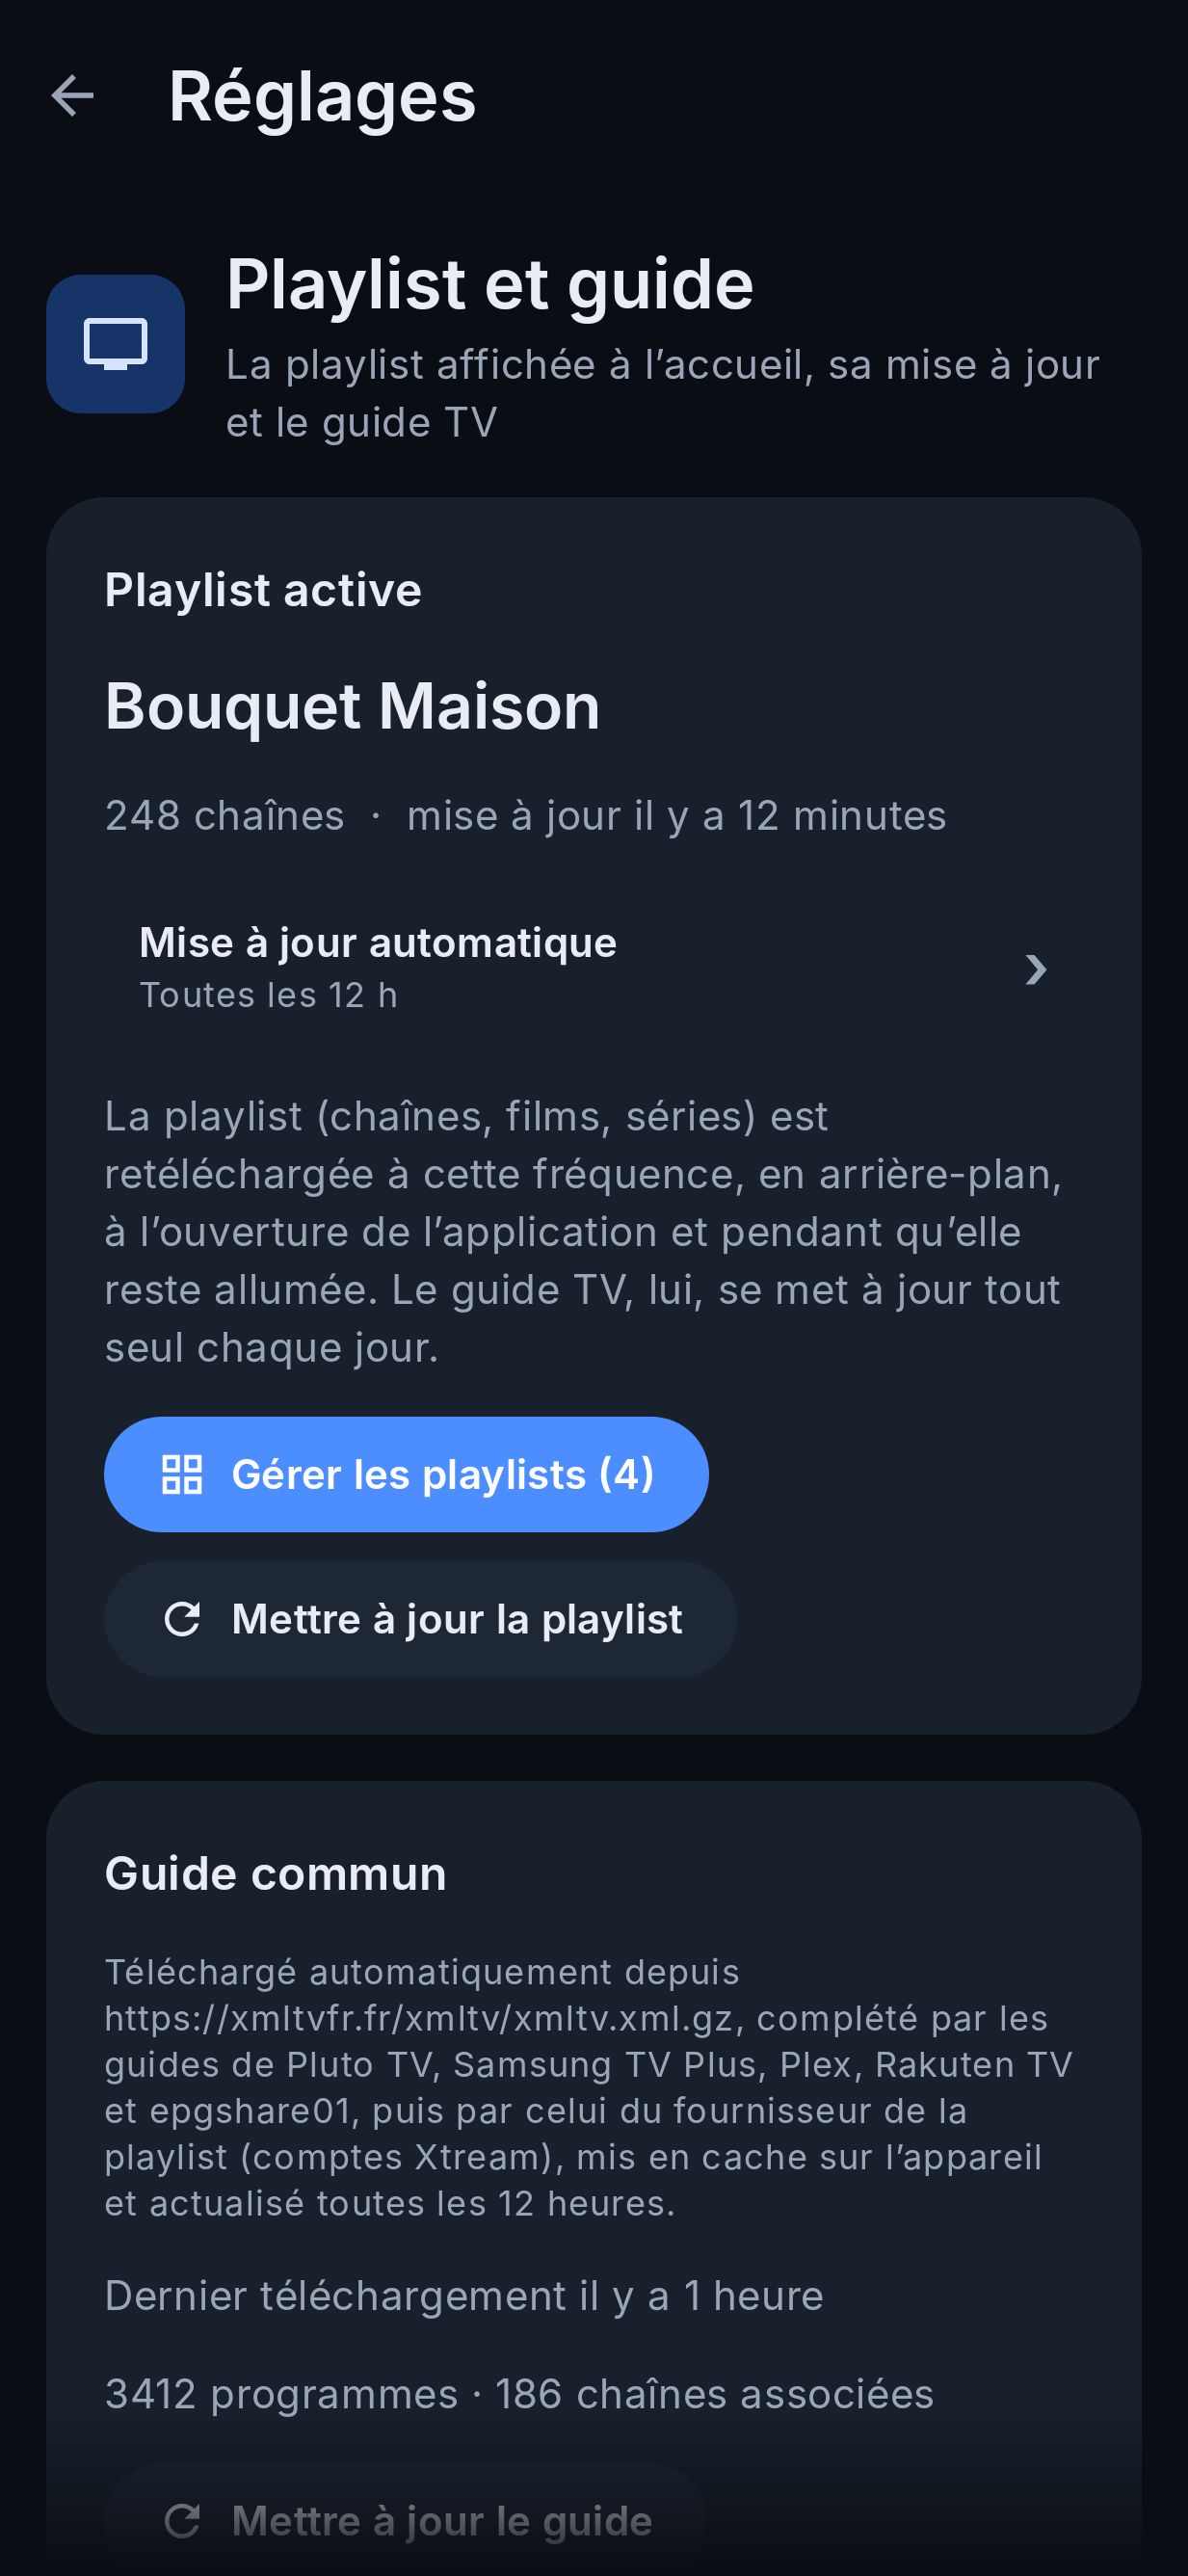 Réglages
Playlist et guide
La playlist affichée à l’accueil, sa mise à jour
et le guide TV
Playlist active
Bouquet Maison
248 chaînes · mise à jour il y a 12 minutes
Mise à jour automatique
Toutes les 12 h
La playlist (chaînes, films, séries) est
retéléchargée à cette fréquence, en arrière-plan,
à l’ouverture de l’application et pendant qu’elle
reste allumée. Le guide TV, lui, se met à jour tout
seul chaque jour.
Gérer les playlists (4)
Mettre à jour la playlist
Guide commun
Téléchargé automatiquement depuis
https://xmltvfr.fr/xmltv/xmltv.xml.gz, complété par les
guides de Pluto TV, Samsung TV Plus, Plex, Rakuten TV
et epgshare01, puis par celui du fournisseur de la
playlist (comptes Xtream), mis en cache sur l’appareil
et actualisé toutes les 12 heures.
Dernier téléchargement il y a 1 heure
3412 programmes · 186 chaînes associées
Mettre à jour le guide